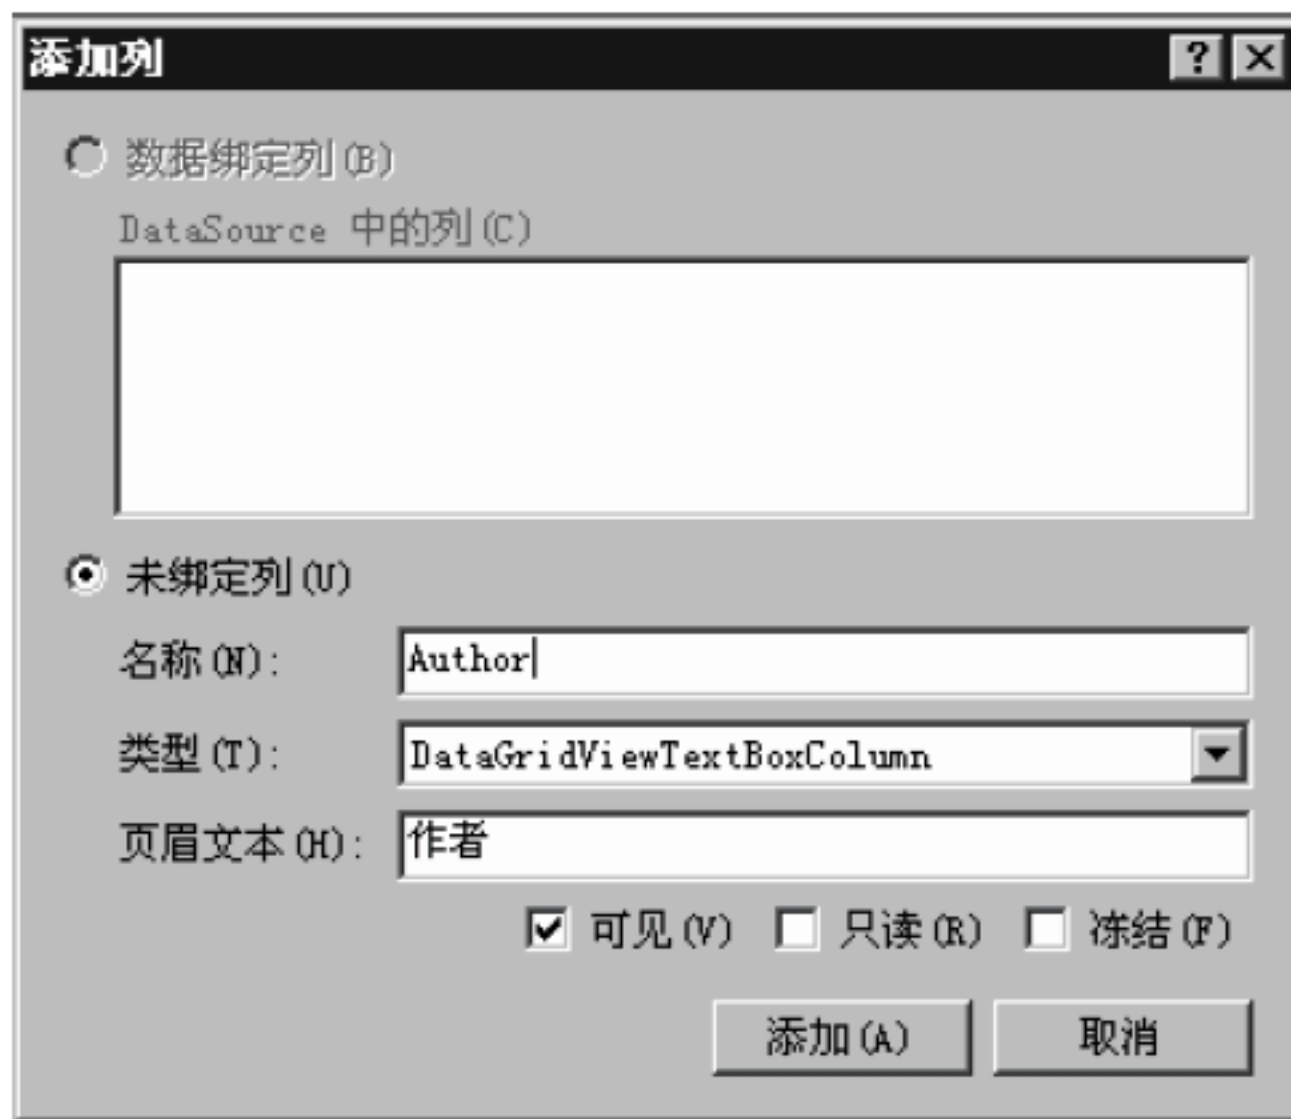 添加列
数据绑定列(B)
DataSource 中的列(C)
未绑定列(U)
名称(N): Author
类型(T): DataGridViewTextBoxColumn
页眉文本(H): 作者
可见(V) 只读(R) 冻结(F)
添加(A) 取消